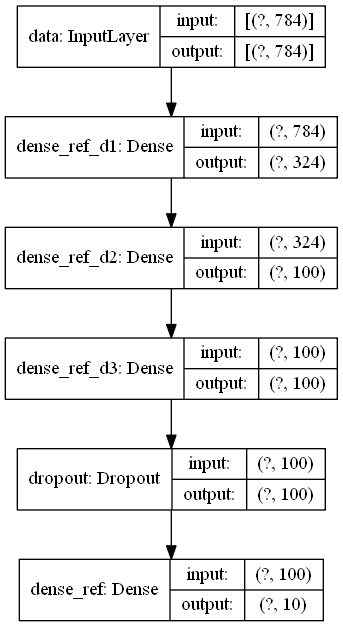 data: InputLayer
input: [(?, 784)]
output: [(?, 784)]
dense_ref_d1: Dense
input: (?, 784)
output: (?, 324)
dense_ref_d2: Dense
input: (?, 324)
output: (?, 100)
dense_ref_d3: Dense
input: (?, 100)
output: (?, 100)
dropout: Dropout
input: (?, 100)
output: (?, 100)
dense_ref: Dense
input: (?, 100)
output: (?, 10)